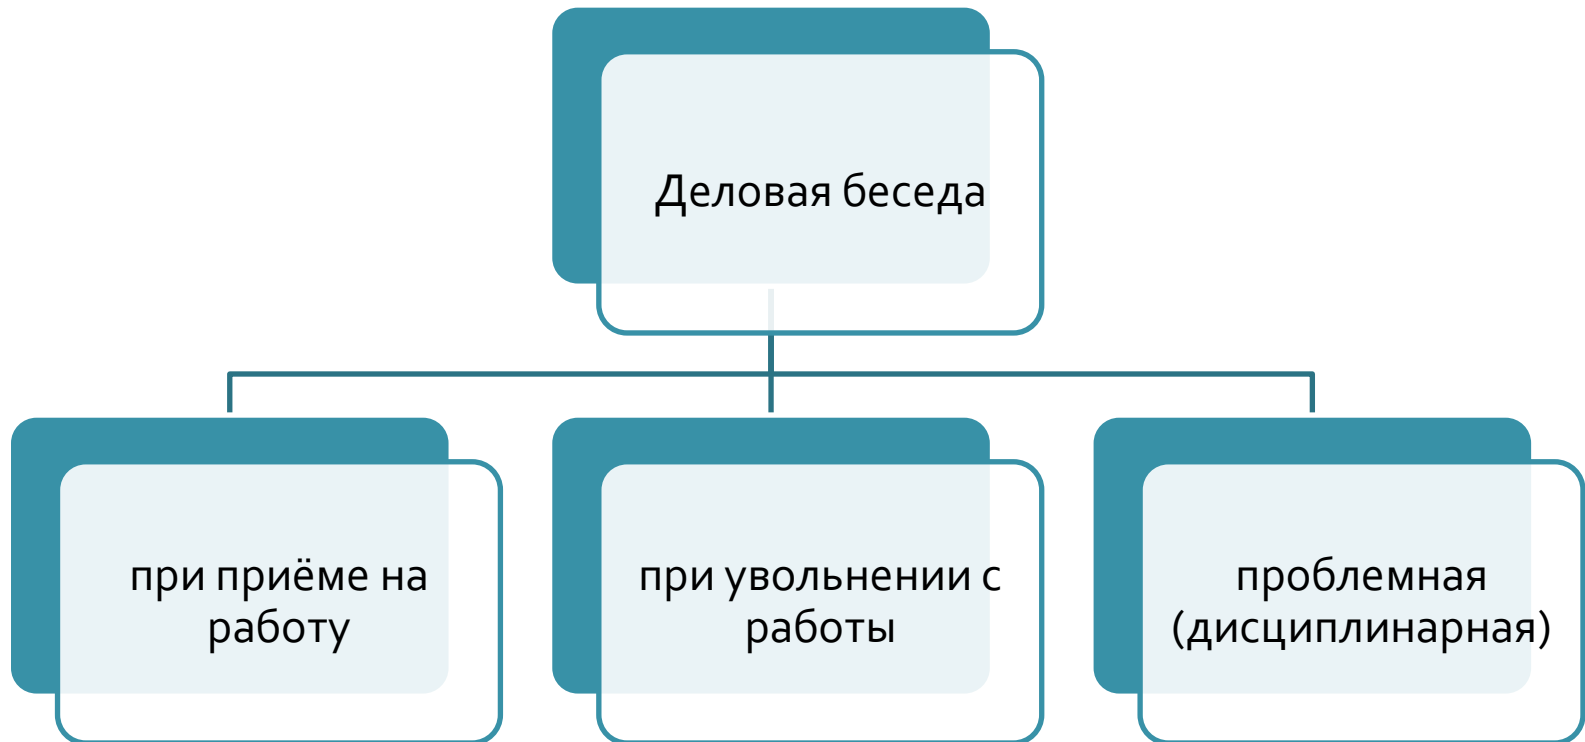 Деловая беседа
при приёме на
работу
при увольнении с
работы
проблемная
(дисциплинарная)